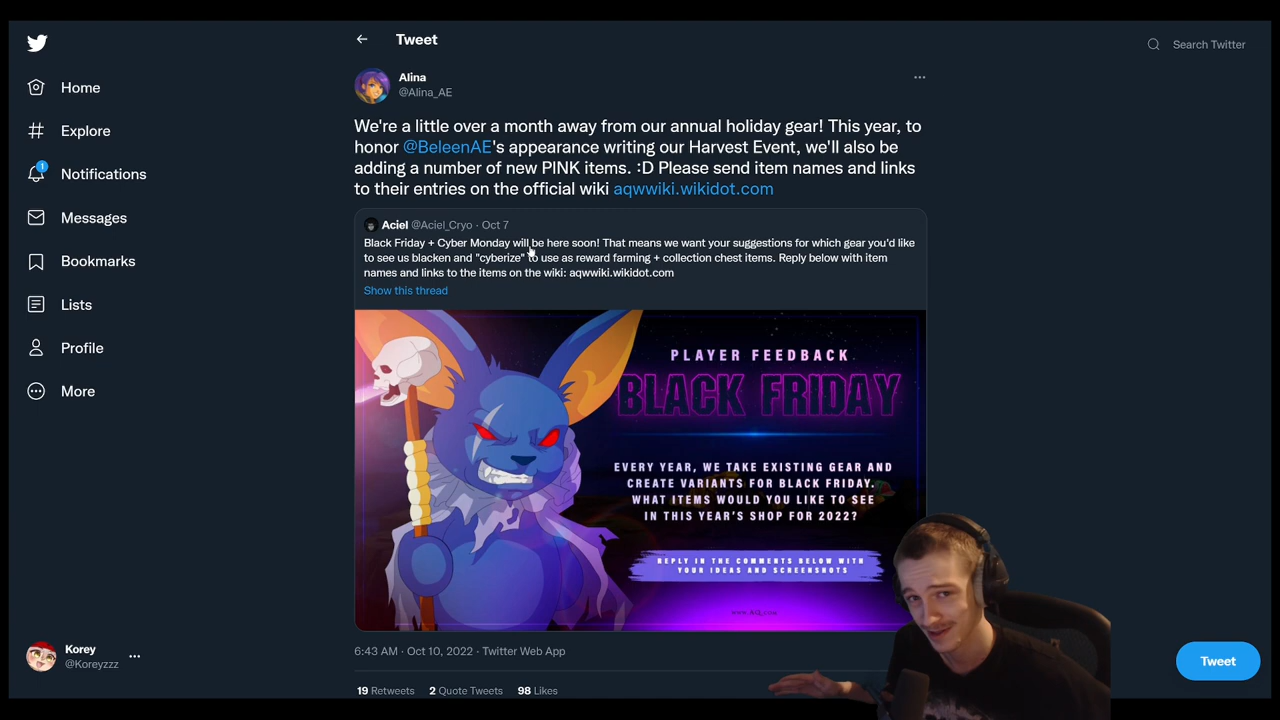 Tweet
Search Twitter
Home
Explore
1
Notifications
Messages
Bookmarks
Lists
Profile
More
Alina
@Alina_AE
We're a little over a month away from our annual holiday gear! This year, to
honor @BeleenAE's appearance writing our Harvest Event, we'll also be
adding a number of new PINK items. :D Please send item names and links
to their entries on the official wiki aqwwiki.wikidot.com
Aciel @Aciel_Cryo · Oct 7
Black Friday + Cyber Monday will be here soon! That means we want your suggestions for which gear you'd like
to see us blacken and "cyberize" to use as reward farming + collection chest items. Reply below with item
names and links to the items on the wiki: aqwwiki.wikidot.com
Show this thread
PLAYER FEEDBACK
BLACK FRIDAY
EVERY YEAR, WE TAKE EXISTING GEAR AND
CREATE VARIANTS FOR BLACK FRIDAY.
WHAT ITEMS WOULD YOU LIKE TO SEE
IN THIS YEAR'S SHOP FOR 2022?
REPLY IN THE COMMENTS BELOW WITH
YOUR IDEAS AND SCREENSHOTS
www.AQ.com
6:43 AM · Oct 10, 2022 · Twitter Web App
19 Retweets 2 Quote Tweets 98 Likes
Korey
@Koreyzzz
Tweet